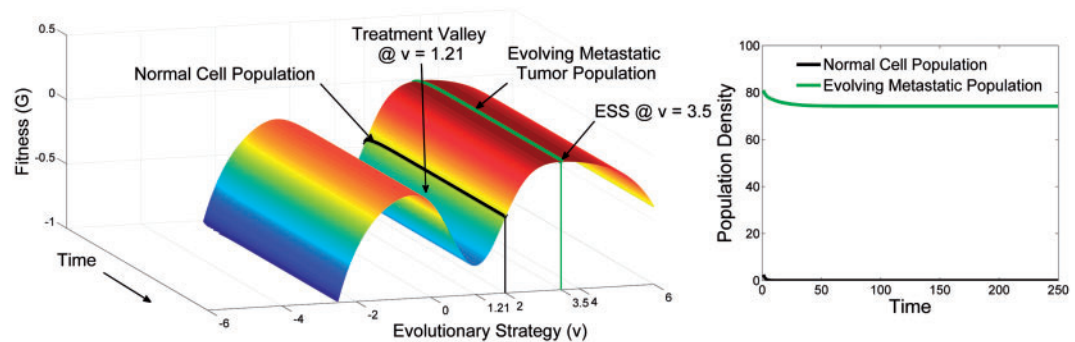 0.5
0
-0.5
-1
Fitness (G)
Treatment Valley
@ v = 1.21
Normal Cell Population
Evolving Metastatic
Tumor Population
ESS @ v = 3.5
Time
-6
-4
-2
0
1.21
2
3.5
4
6
Evolutionary Strategy (v)
100
80
60
40
20
0
Population Density
Normal Cell Population
Evolving Metastatic Population
0
50
100
150
200
250
Time